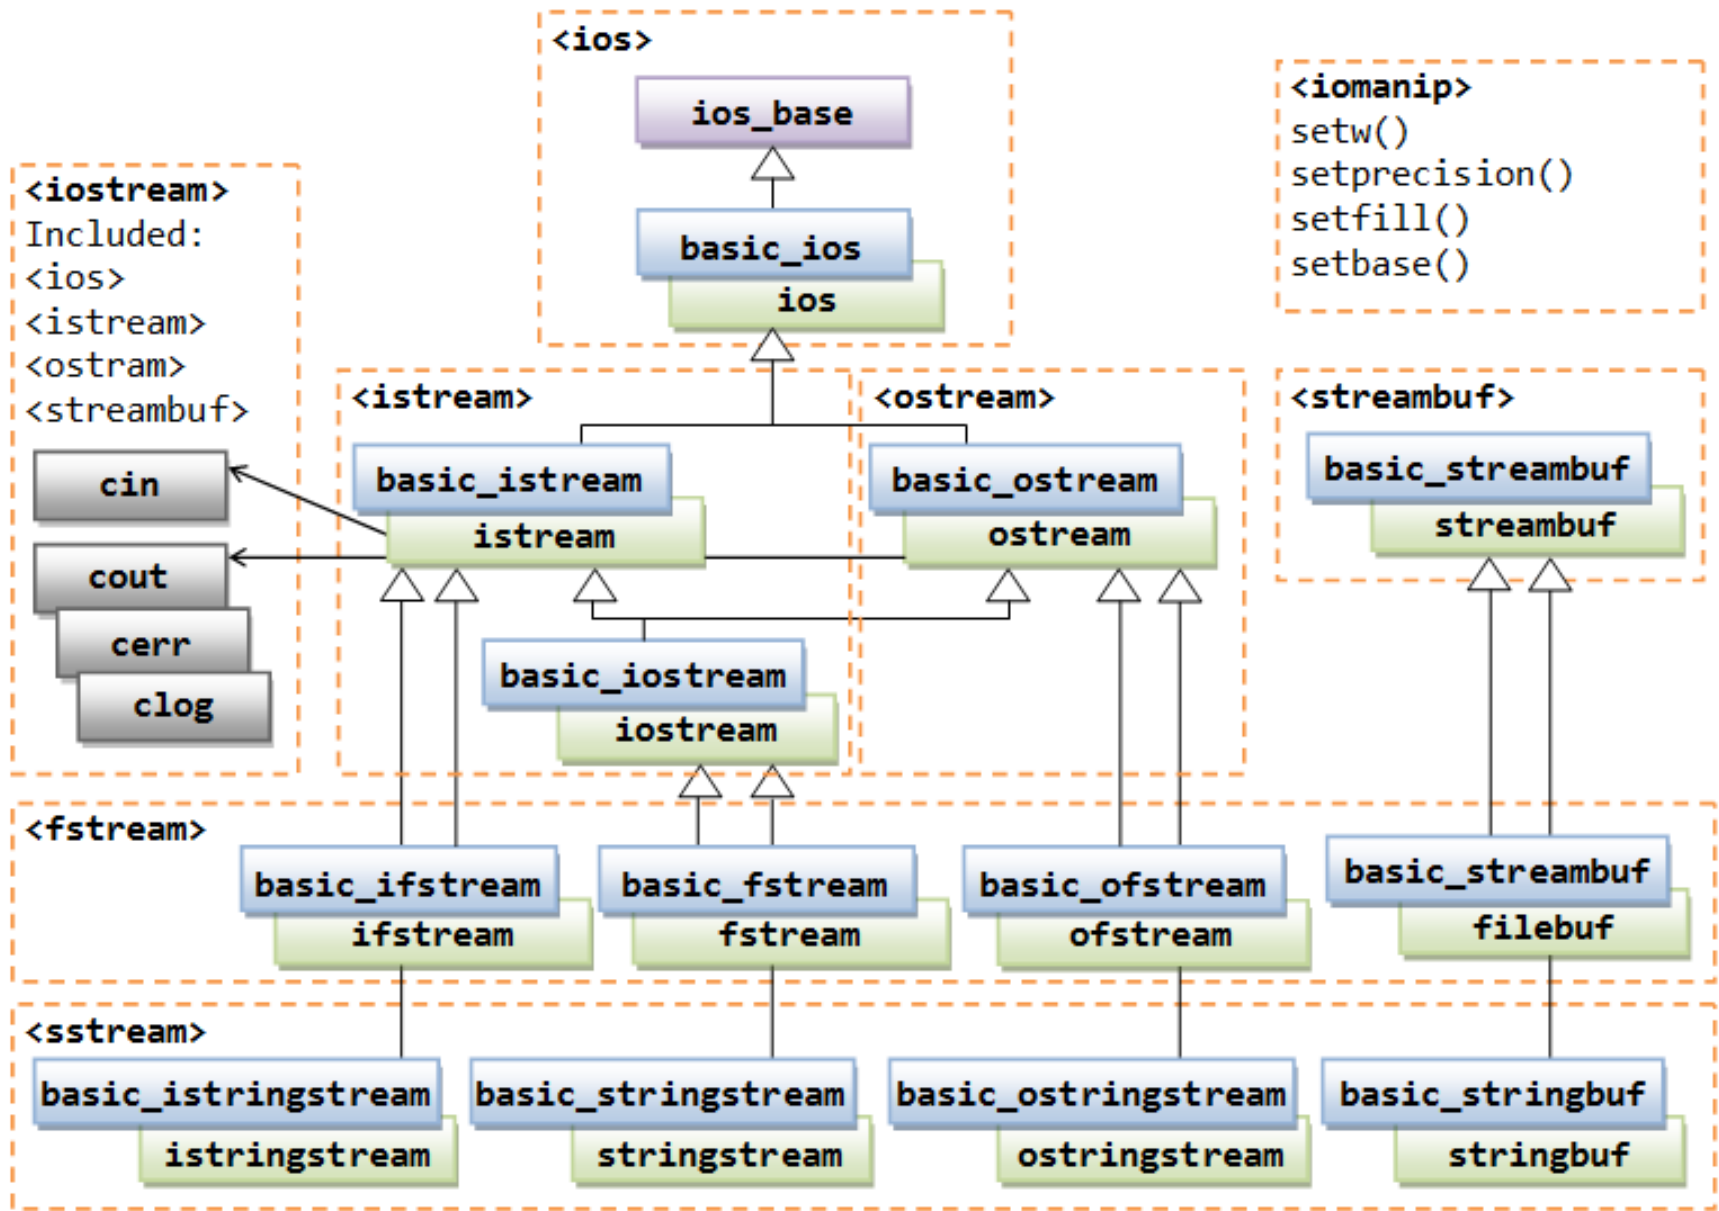 <ios>
ios_base
basic_ios
ios
<iomanip>
setw()
setprecision()
setfill()
setbase()
<iostream>
Included:
<ios>
<istream>
<ostram>
<streambuf>
cin
cout
cerr
clog
<istream>
basic_istream
istream
basic_iostream
iostream
<ostream>
basic_ostream
ostream
<streambuf>
basic_streambuf
streambuf
<fstream>
basic_ifstream
ifstream
basic_fstream
fstream
basic_ofstream
ofstream
basic_streambuf
filebuf
<sstream>
basic_istringstream
istringstream
basic_stringstream
stringstream
basic_ostringstream
ostringstream
basic_stringbuf
stringbuf